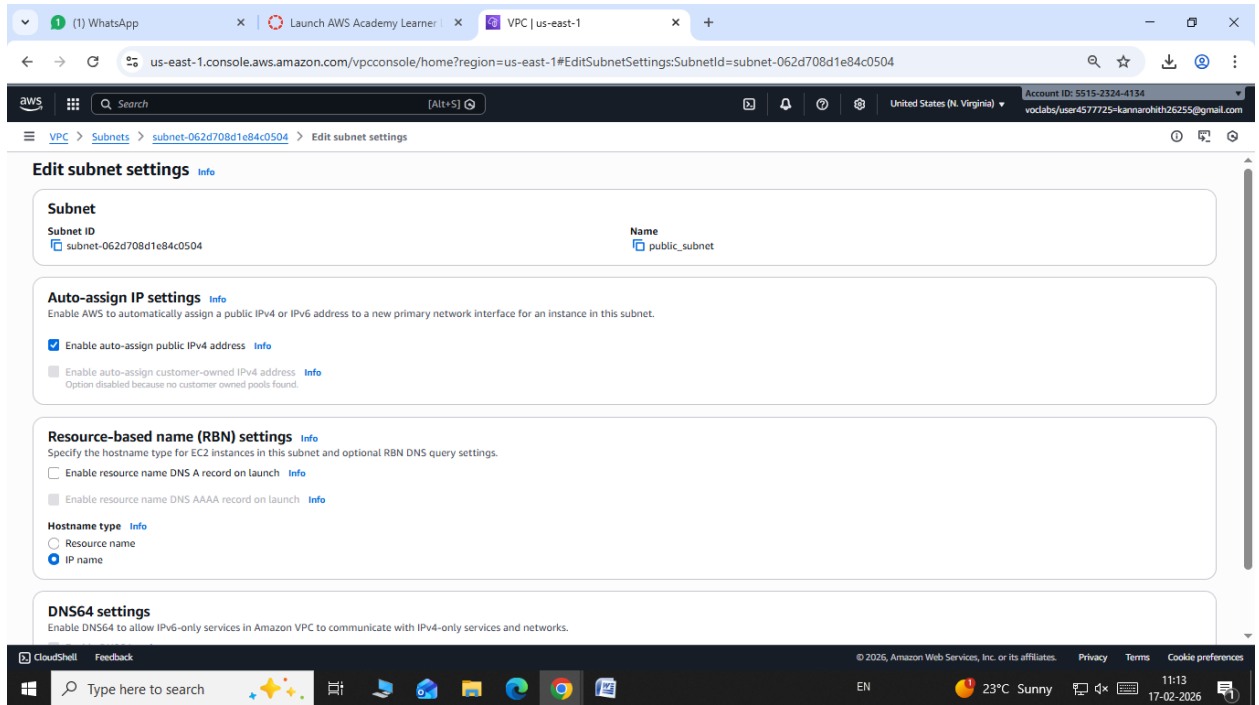 (1) WhatsApp
Launch AWS Academy Learner
VPC | us-east-1
us-east-1.console.aws.amazon.com/vpcconsole/home?region=us-east-1#EditSubnetSettings:SubnetId=subnet-062d708d1e84c0504
aws
Search [Alt+S]
United States (N. Virginia)
Account ID: 5515-2324-4134
voclabs/user4577725=kannarohith26255@gmail.com
VPC > Subnets > subnet-062d708d1e84c0504 > Edit subnet settings
Edit subnet settings Info
Subnet
Subnet ID
subnet-062d708d1e84c0504
Name
public_subnet
Auto-assign IP settings Info
Enable AWS to automatically assign a public IPv4 or IPv6 address to a new primary network interface for an instance in this subnet.
Enable auto-assign public IPv4 address Info
Enable auto-assign customer-owned IPv4 address Info
Option disabled because no customer owned pools found.
Resource-based name (RBN) settings Info
Specify the hostname type for EC2 instances in this subnet and optional RBN DNS query settings.
Enable resource name DNS A record on launch Info
Enable resource name DNS AAAA record on launch Info
Hostname type Info
Resource name
IP name
DNS64 settings
Enable DNS64 to allow IPv6-only services in Amazon VPC to communicate with IPv4-only services and networks.
CloudShell Feedback
© 2026, Amazon Web Services, Inc. or its affiliates. Privacy Terms Cookie preferences
Type here to search
EN
23°C Sunny
11:13
17-02-2026